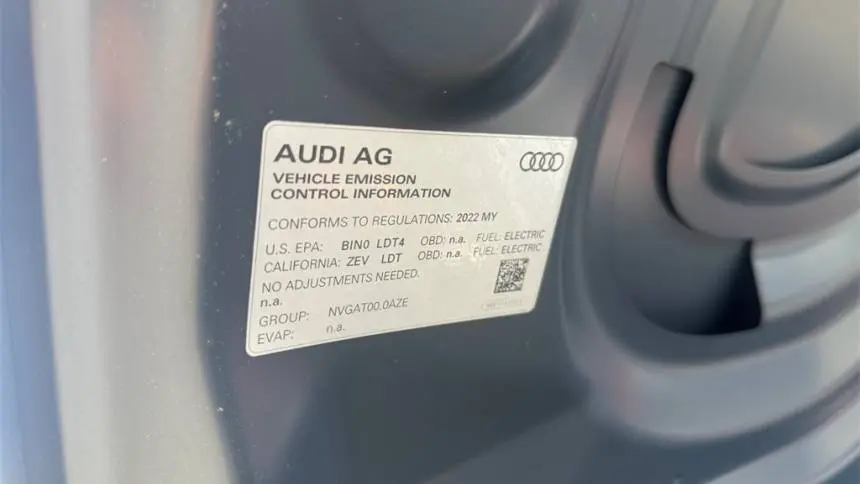 AUDI AG
VEHICLE EMISSION
CONTROL INFORMATION
CONFORMS TO REGULATIONS: 2022 MY
U.S. EPA: BIN0 LDT4 OBD: n.a. FUEL: ELECTRIC
CALIFORNIA: ZEV LDT OBD: n.a. FUEL: ELECTRIC
NO ADJUSTMENTS NEEDED.
n.a.
GROUP: NVGAT00.0AZE
EVAP: n.a.